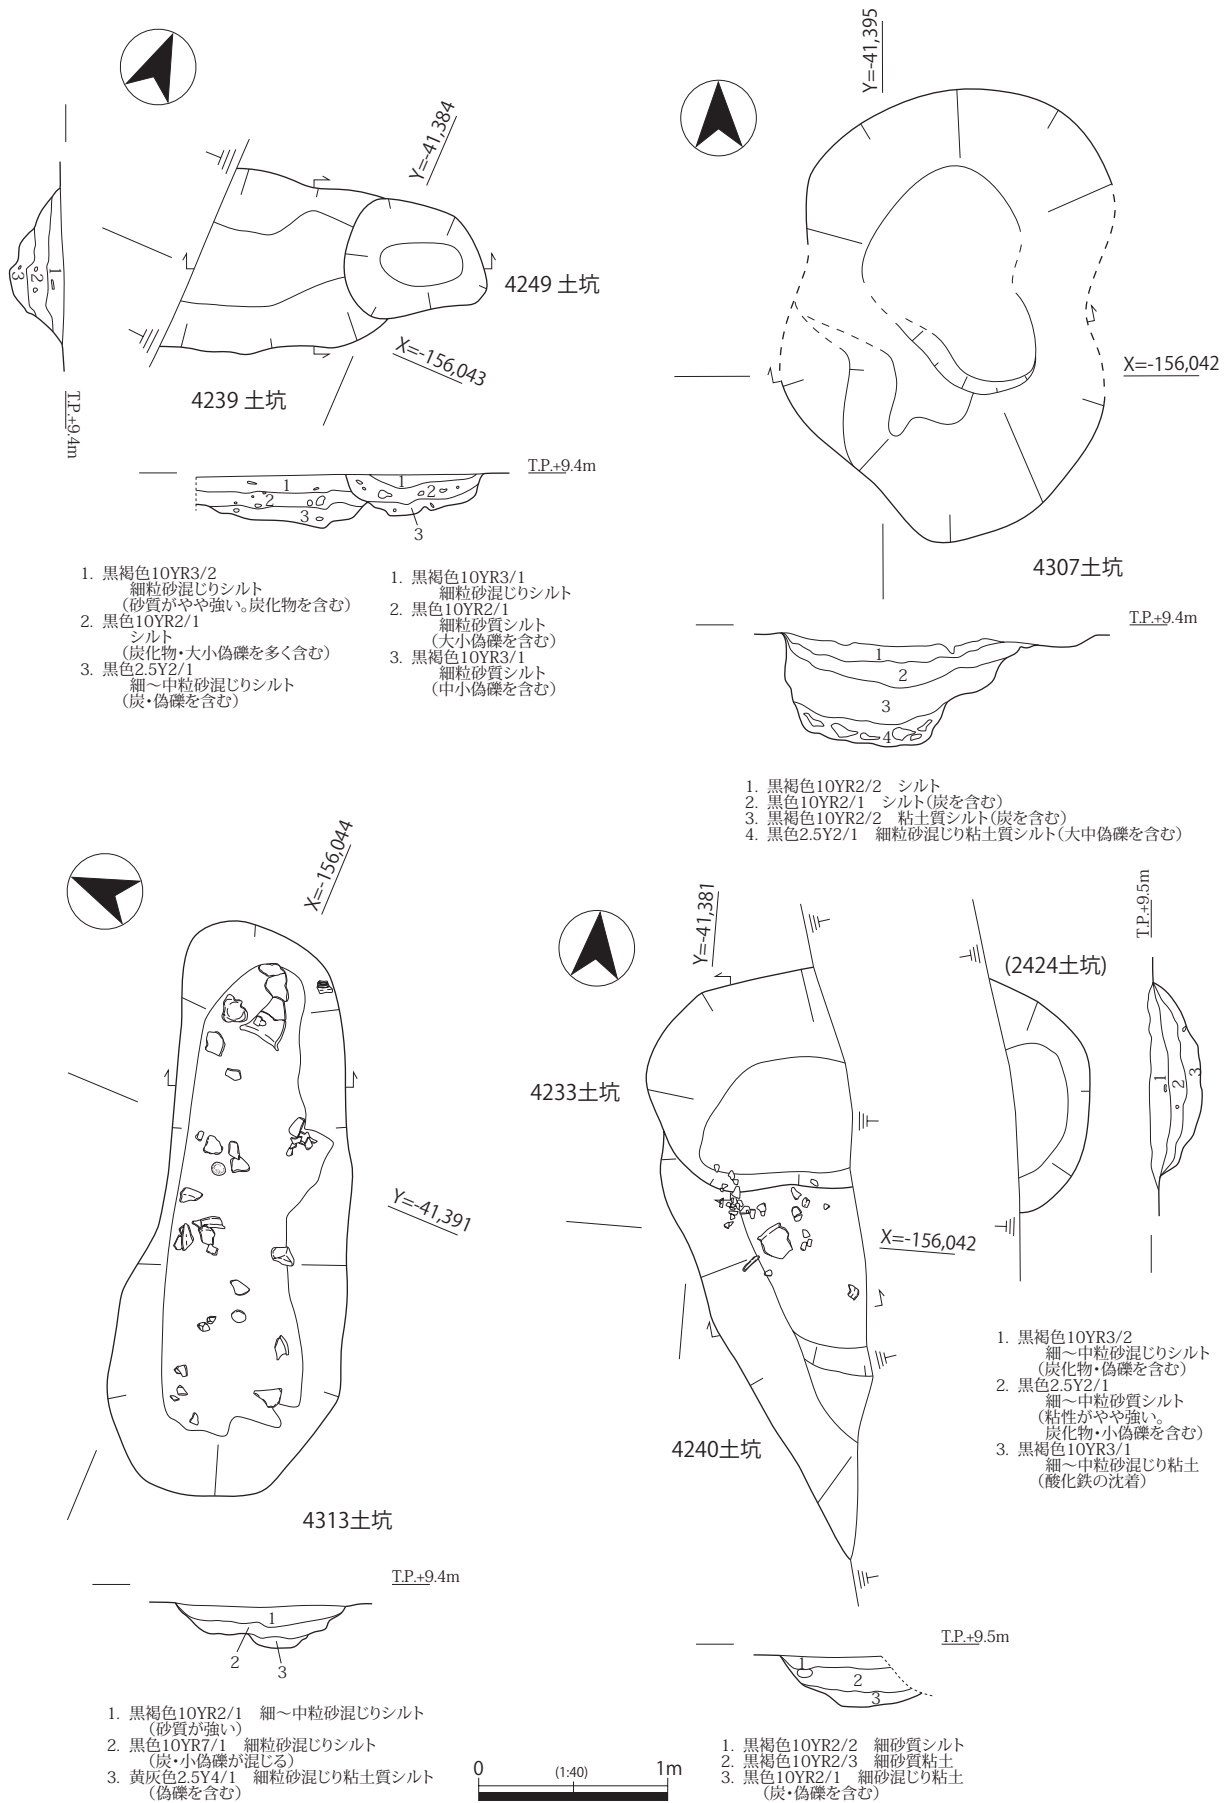 Y=-41,384
4249 土坑
X=-156,043
4239 土坑
1
2
3
T.P.+9.4m
T.P.+9.4m
1
2
3
1
2
3
1. 黒褐色10YR3/2
細粒砂混じりシルト
(砂質がやや強い。炭化物を含む)
2. 黒色10YR2/1
シルト
(炭化物・大小偽礫を多く含む)
3. 黒色2.5Y2/1
細～中粒砂混じりシルト
(炭・偽礫を含む)
1. 黒褐色10YR3/1
細粒砂混じりシルト
2. 黒色10YR2/1
細粒砂質シルト
(大小偽礫を含む)
3. 黒褐色10YR3/1
細粒砂質シルト
(中小偽礫を含む)
Y=-41,395
X=-156,042
4307土坑
T.P.+9.4m
1
2
3
4
1. 黒褐色10YR2/2 シルト
2. 黒色10YR2/1 シルト(炭を含む)
3. 黒褐色10YR2/2 粘土質シルト(炭を含む)
4. 黒色2.5Y2/1 細粒砂混じり粘土質シルト(大中偽礫を含む)
X=-156,044
Y=-41,391
4313土坑
T.P.+9.4m
1
2
3
1. 黒褐色10YR2/1 細～中粒砂混じりシルト
(砂質が強い)
2. 黒色10YR7/1 細粒砂混じりシルト
(炭・小偽礫が混じる)
3. 黄灰色2.5Y4/1 細粒砂混じり粘土質シルト
(偽礫を含む)
Y=-41,381
(2424土坑)
T.P.+9.5m
4233土坑
1
2
3
X=-156,042
4240土坑
1. 黒褐色10YR3/2
細～中粒砂混じりシルト
(炭化物・偽礫を含む)
2. 黒色2.5Y2/1
細～中粒砂質シルト
(粘性がやや強い。
炭化物・小偽礫を含む)
3. 黒褐色10YR3/1
細～中粒砂混じり粘土
(酸化鉄の沈着)
T.P.+9.5m
1
2
3
1. 黒褐色10YR2/2 細砂質シルト
2. 黒褐色10YR2/3 細砂質粘土
3. 黒色10YR2/1 細砂混じり粘土
(炭・偽礫を含む)
0 (1:40) 1m